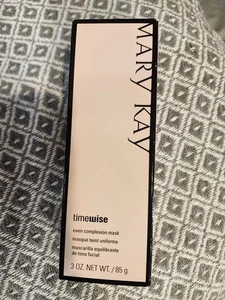 MARY KAY
timewise
even complexion mask
masque teint uniforme
mascarilla equilibrante
de tono facial
3 OZ. NET WT. / 85 g